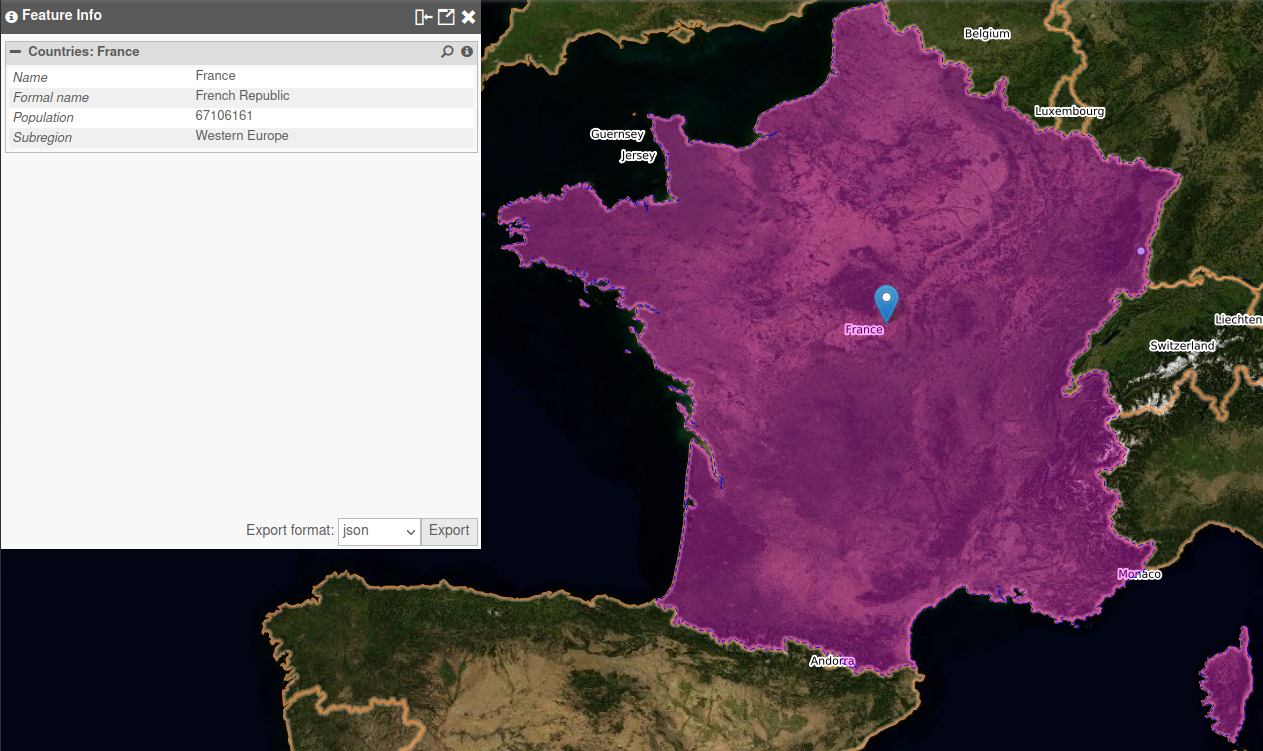 Feature Info
Countries: France
Name France
Formal name French Republic
Population 67106161
Subregion Western Europe
Export format: json Export
Belgium
Luxembourg
Guernsey
Jersey
France
Liechten
Switzerland
Monaco
Andorra